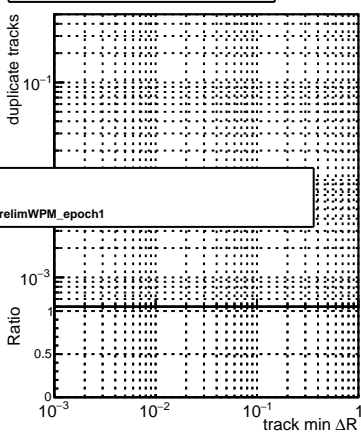 duplicate tracks
10⁻¹
relimWPM_epoch1
10⁻³
Ratio
1
0.5
0
10⁻³ 10⁻² 10⁻¹ 1
track min ΔR